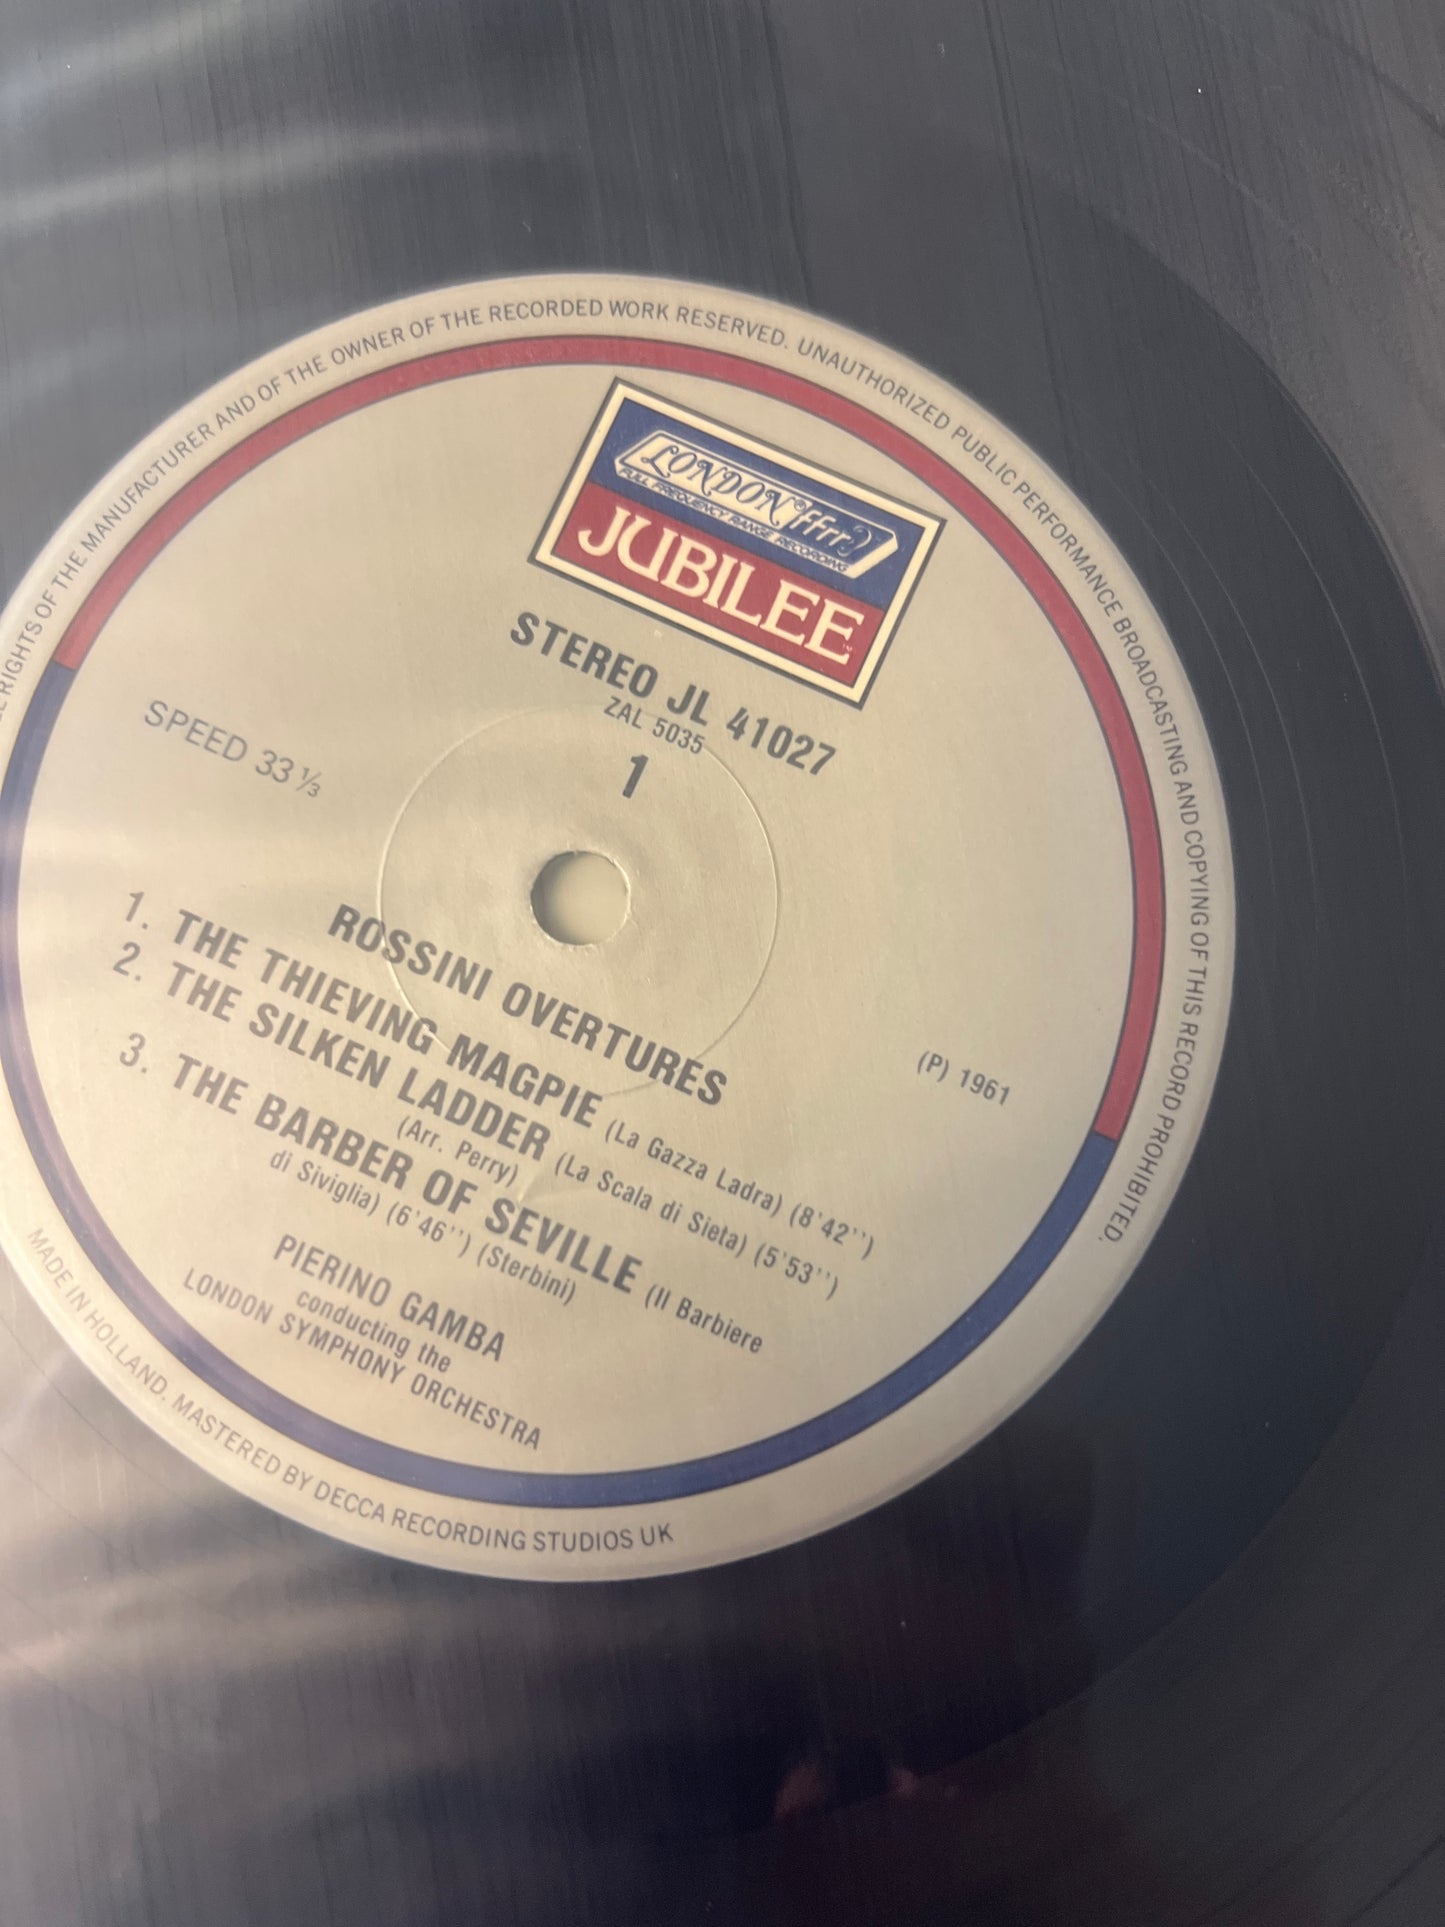 RIGHTS OF THE MANUFACTURER AND OF THE OWNER OF THE RECORDED WORK RESERVED. UNAUTHORIZED PUBLIC PERFORMANCE BROADCASTING AND COPYING OF THIS RECORD PROHIBITED.
LONDON® ffrr
FULL FREQUENCY RANGE RECORDING
JUBILEE
STEREO JL 41027
ZAL 5035
1
SPEED 33⅓
ROSSINI OVERTURES
1. THE THIEVING MAGPIE (La Gazza Ladra) (8'42'')
2. THE SILKEN LADDER (La Scala di Sieta) (5'53'')
(Arr. Perry)
3. THE BARBER OF SEVILLE (Il Barbiere
di Siviglia) (6'46'') (Sterbini)
(P) 1961
PIERINO GAMBA
conducting the
LONDON SYMPHONY ORCHESTRA
MADE IN HOLLAND. MASTERED BY DECCA RECORDING STUDIOS UK